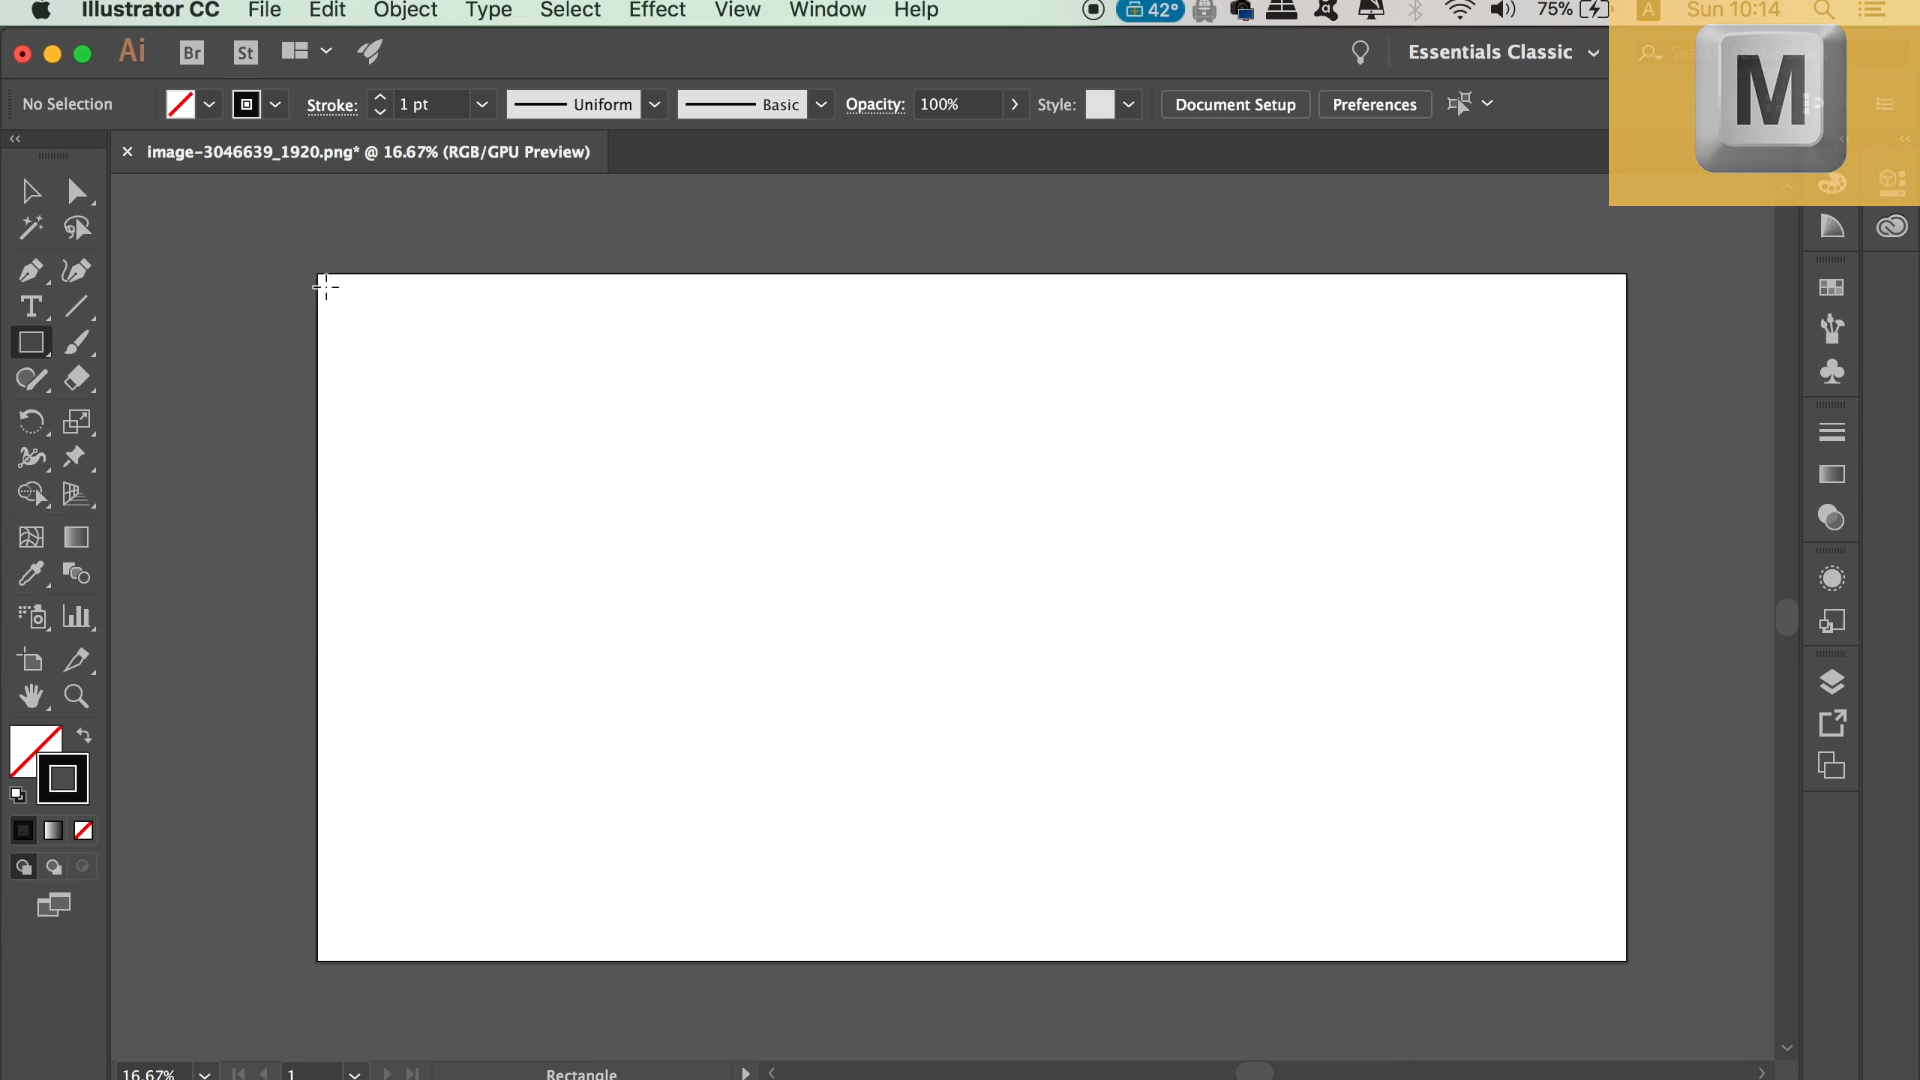 Illustrator CC File Edit Object Type Select Effect View Window Help 42° 75% A Sun 10:14
Ai Br St Essentials Classic
No Selection Stroke: 1 pt Uniform Basic Opacity: 100% Style: Document Setup Preferences
M
× image-3046639_1920.png* @ 16.67% (RGB/GPU Preview)
T
16.67% 1 Rectangle